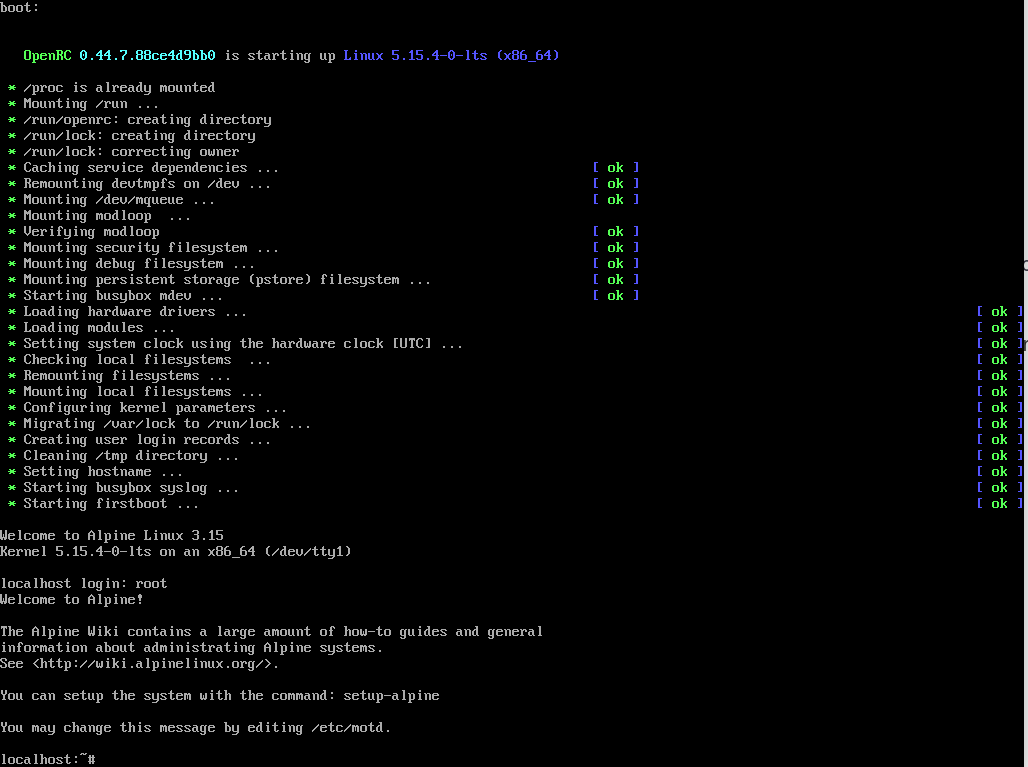 boot:
OpenRC 0.44.7.88ce4d9bb0 is starting up Linux 5.15.4-0-lts (x86_64)
* /proc is already mounted
* Mounting /run ...
* /run/openrc: creating directory
* /run/lock: creating directory
* /run/lock: correcting owner
* Caching service dependencies ... [ ok ]
* Remounting devtmpfs on /dev ... [ ok ]
* Mounting /dev/mqueue ... [ ok ]
* Mounting modloop  ...
* Verifying modloop [ ok ]
* Mounting security filesystem ... [ ok ]
* Mounting debug filesystem ... [ ok ]
* Mounting persistent storage (pstore) filesystem ... [ ok ]
* Starting busybox mdev ... [ ok ]
* Loading hardware drivers ... [ ok ]
* Loading modules ... [ ok ]
* Setting system clock using the hardware clock [UTC] ... [ ok ]
* Checking local filesystems  ... [ ok ]
* Remounting filesystems ... [ ok ]
* Mounting local filesystems ... [ ok ]
* Configuring kernel parameters ... [ ok ]
* Migrating /var/lock to /run/lock ... [ ok ]
* Creating user login records ... [ ok ]
* Cleaning /tmp directory ... [ ok ]
* Setting hostname ... [ ok ]
* Starting busybox syslog ... [ ok ]
* Starting firstboot ... [ ok ]
Welcome to Alpine Linux 3.15
Kernel 5.15.4-0-lts on an x86_64 (/dev/tty1)
localhost login: root
Welcome to Alpine!
The Alpine Wiki contains a large amount of how-to guides and general
information about administrating Alpine systems.
See <http://wiki.alpinelinux.org/>.
You can setup the system with the command: setup-alpine
You may change this message by editing /etc/motd.
localhost:~#